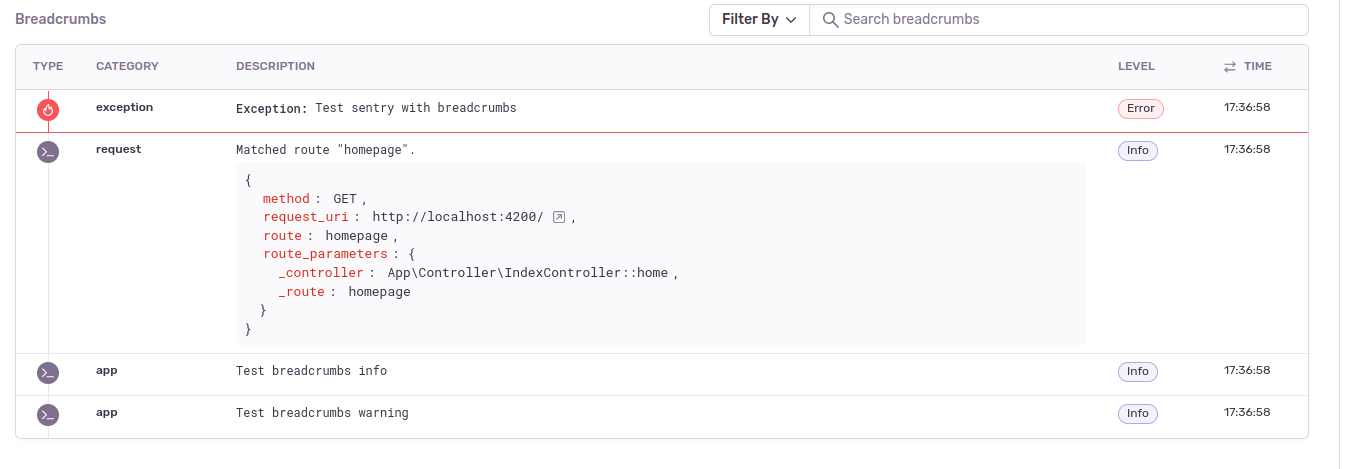 Breadcrumbs
Filter By
Search breadcrumbs
TYPE CATEGORY DESCRIPTION LEVEL TIME
exception Exception: Test sentry with breadcrumbs Error 17:36:58
request Matched route "homepage". Info 17:36:58
{
method : GET ,
request_uri : http://localhost:4200/ ,
route : homepage ,
route_parameters : {
_controller : App\Controller\IndexController::home ,
_route : homepage
}
}
app Test breadcrumbs info Info 17:36:58
app Test breadcrumbs warning Info 17:36:58